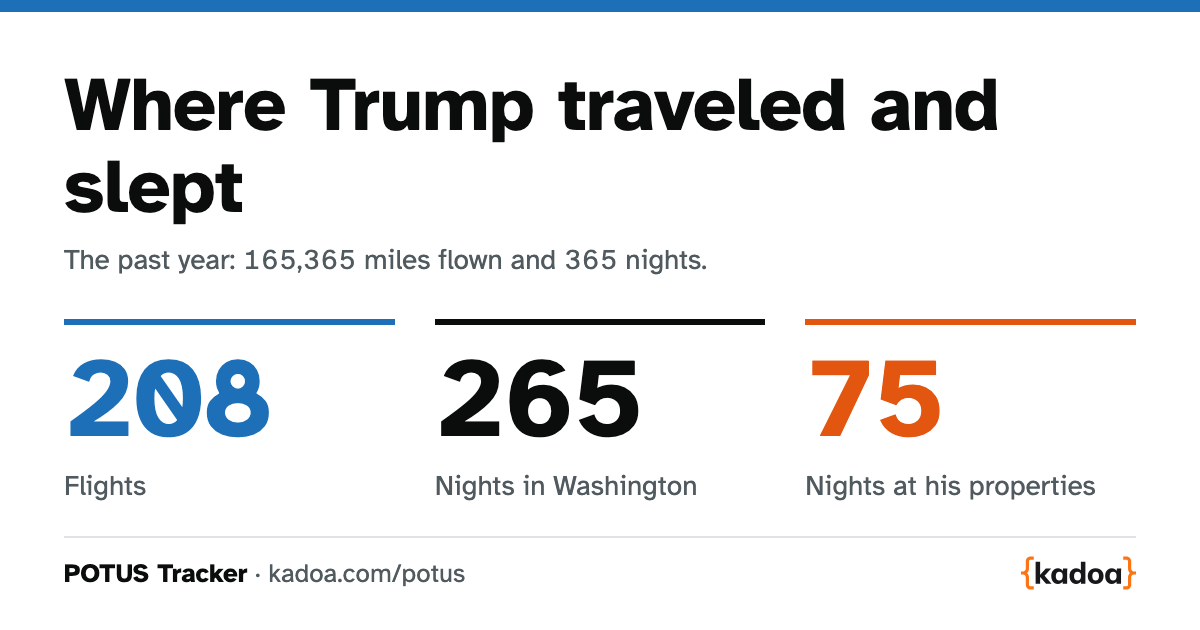 Where Trump traveled and
slept
The past year: 165,365 miles flown and 365 nights.
208
Flights
265
Nights in Washington
75
Nights at his properties
POTUS Tracker · kadoa.com/potus
{kadoa}